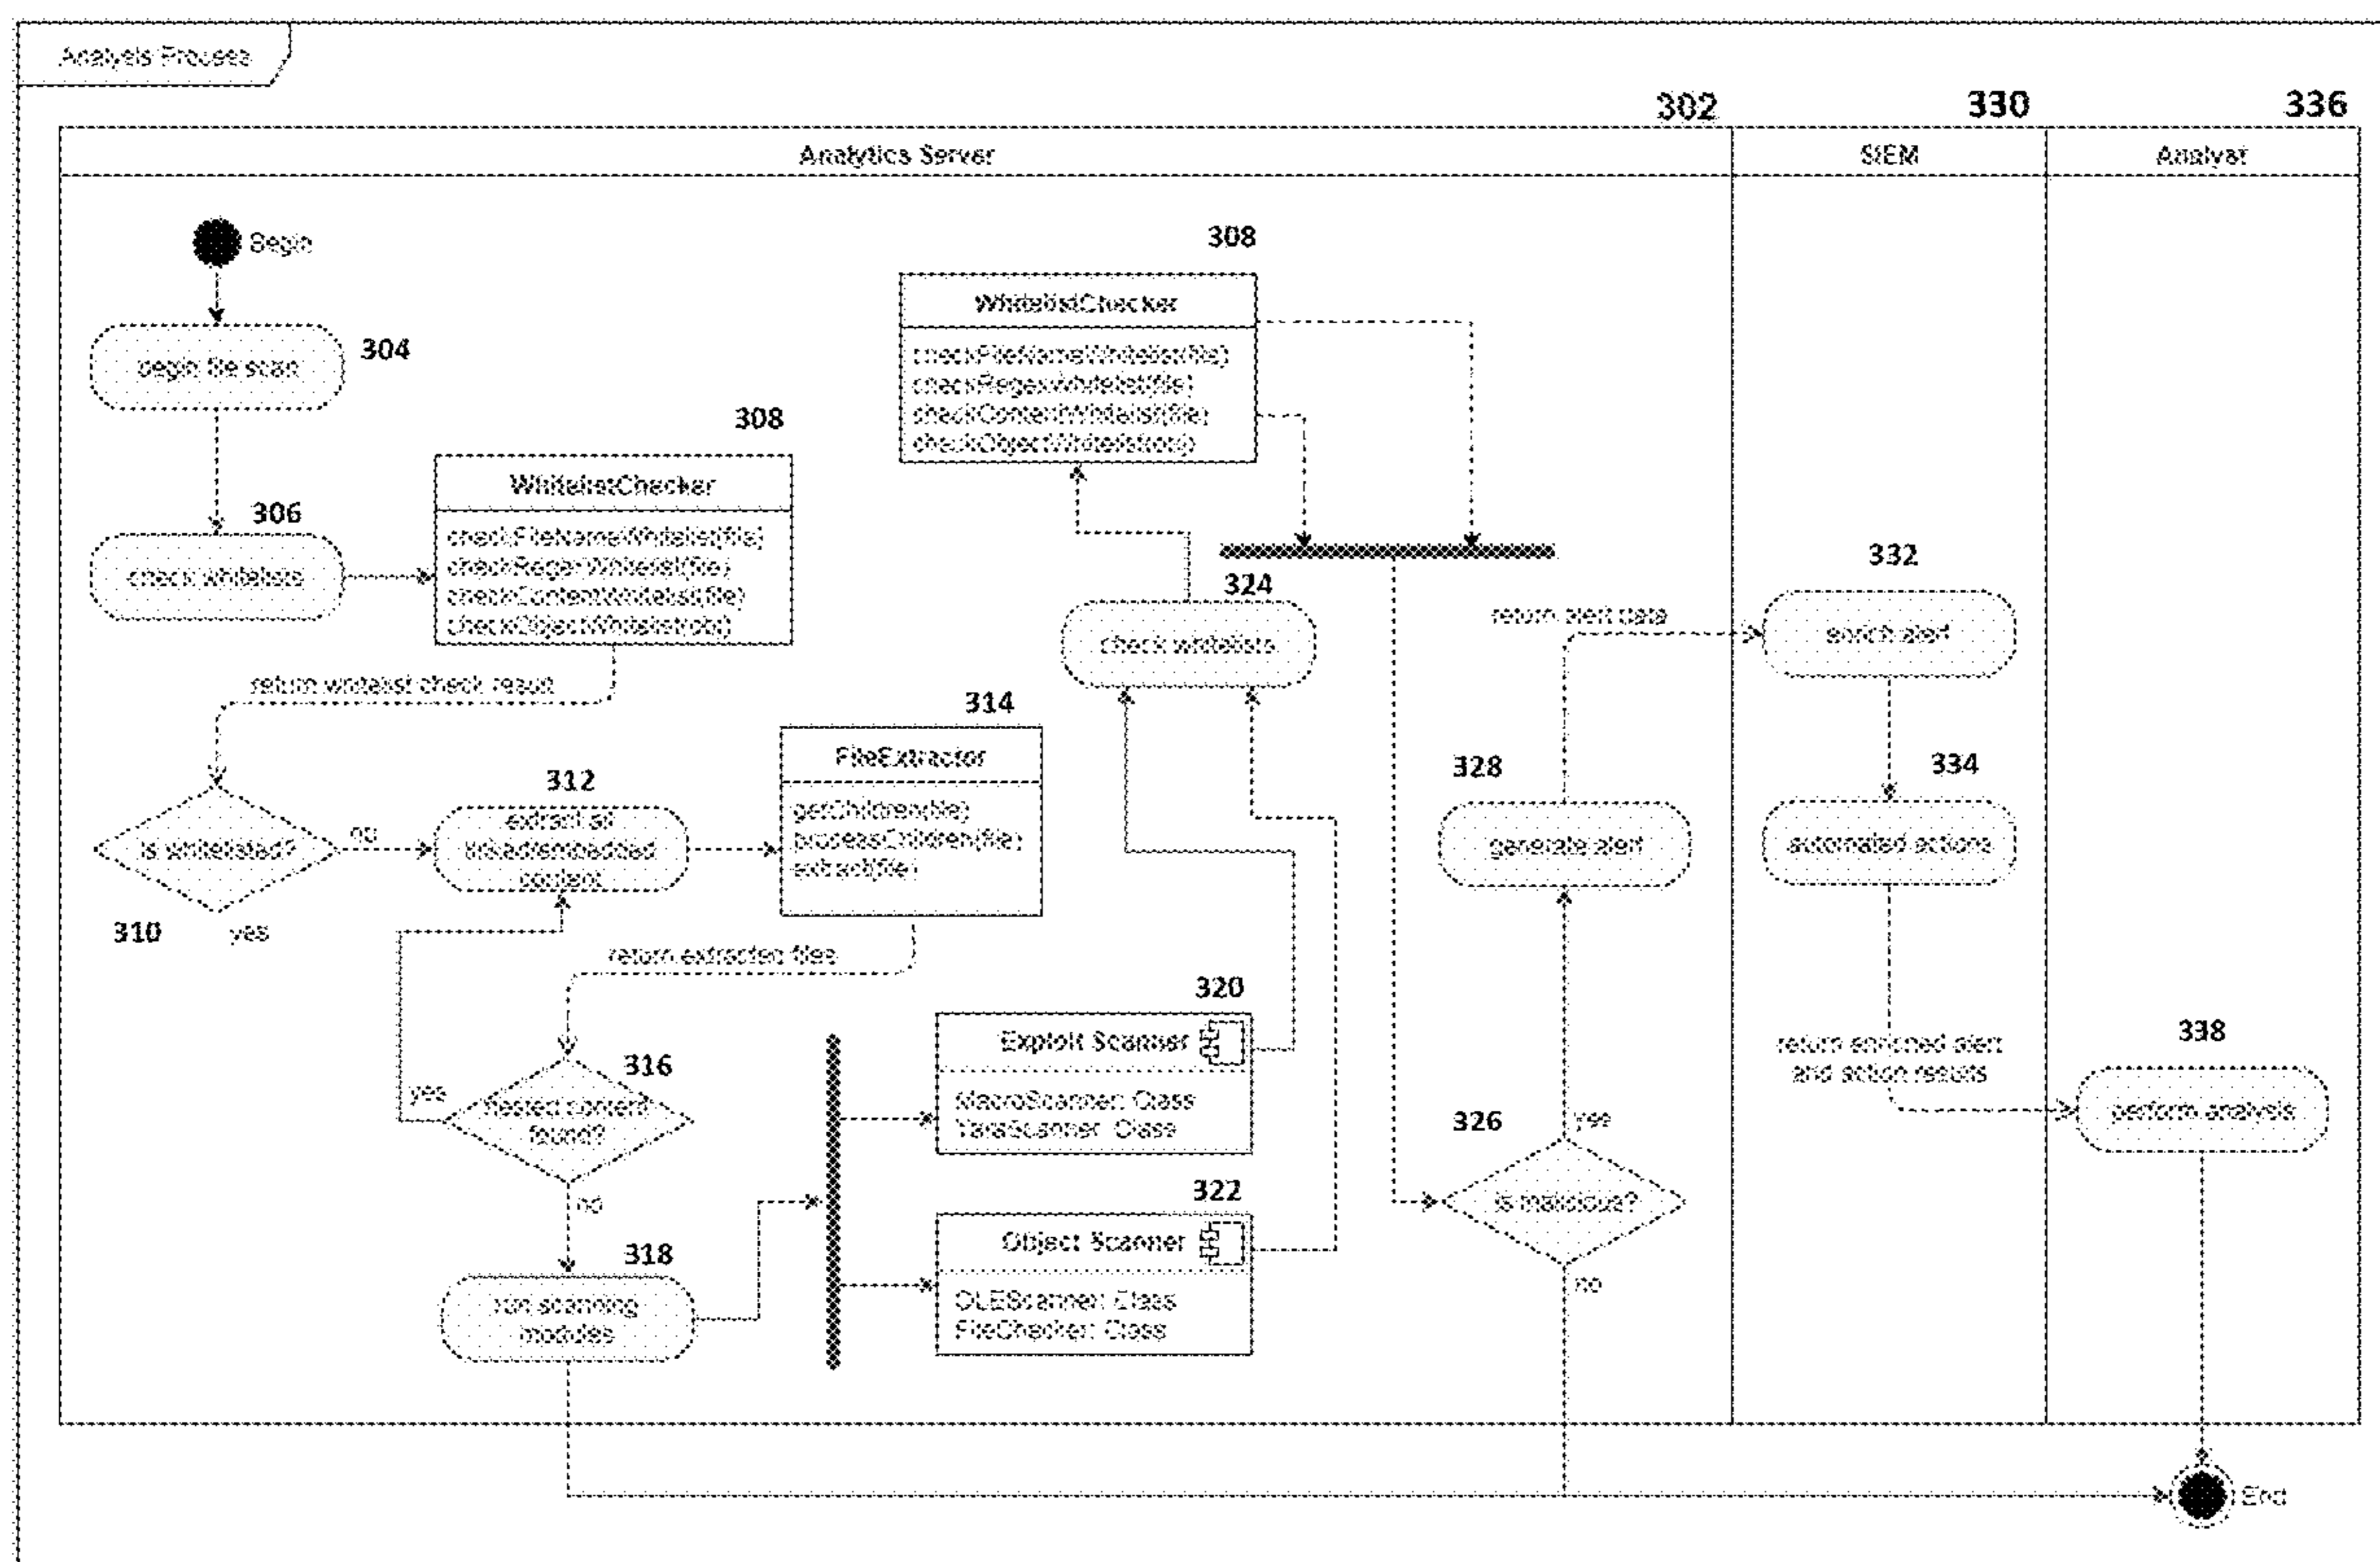 Analysis Process
302
330
336
Analytics Server
SIEM
Analyst
Begin
begin file scan
304
306
check whitelists
308
WhitelistChecker
checkFileNameWhitelist(file)
checkRegexWhitelist(file)
checkContentWhitelist(file)
checkObjectWhitelist(obj)
return whitelist check result
is whitelisted?
310
no
yes
312
extract all
linked/embedded
content
314
FileExtractor
getChildren(file)
processChildren(file)
extract(file)
return extracted files
316
nested content
found?
yes
no
318
run scanning
modules
320
Exploit Scanner
MacroScanner: Class
YaraScanner: Class
322
Object Scanner
OLEScanner: Class
FileChecker: Class
324
check whitelists
308
WhitelistChecker
checkFileNameWhitelist(file)
checkRegexWhitelist(file)
checkContentWhitelist(file)
checkObjectWhitelist(obj)
326
is malicious?
yes
no
328
generate alert
return alert data
332
enrich alert
334
automated actions
return enriched alert
and action results
338
perform analysis
End